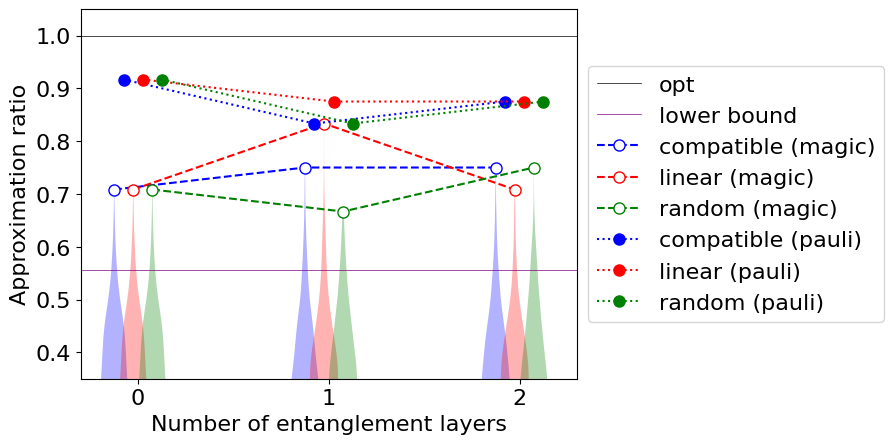 1.0
0.9
0.8
0.7
0.6
0.5
0.4
Approximation ratio
0 1 2
Number of entanglement layers
opt
lower bound
compatible (magic)
linear (magic)
random (magic)
compatible (pauli)
linear (pauli)
random (pauli)